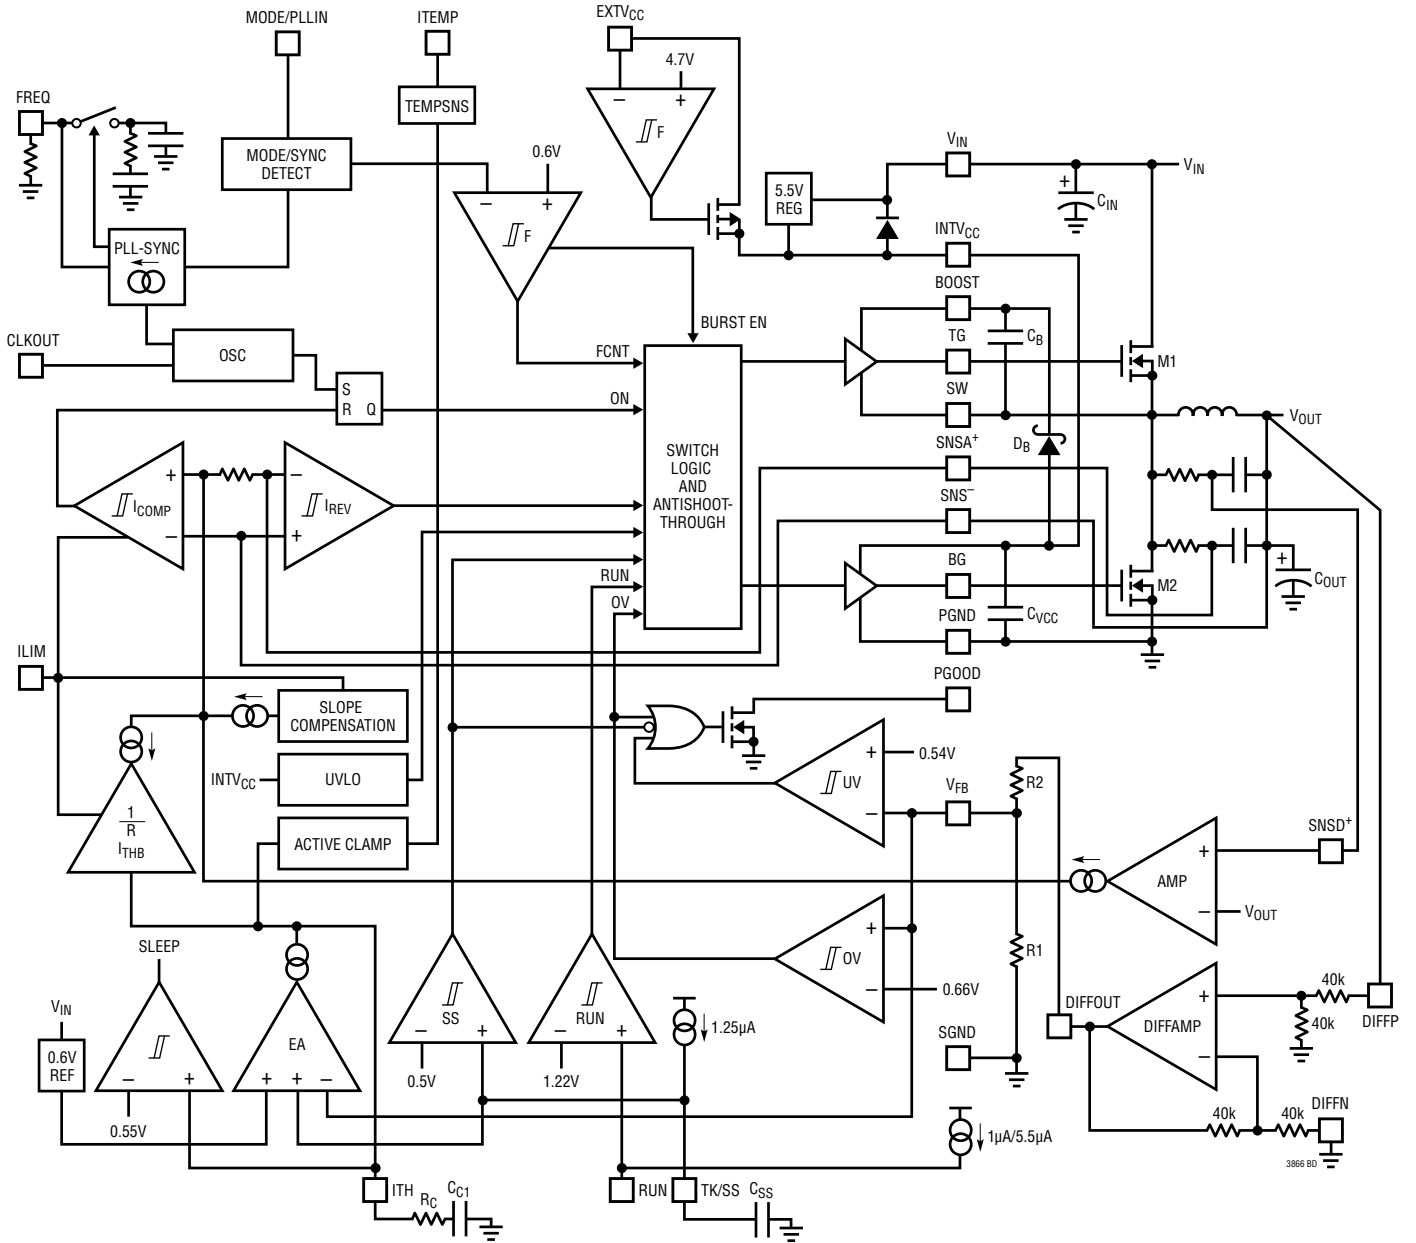 MODE/PLLIN
ITEMP
EXTVCC
4.7V
FREQ
TEMPSNS
– +
F
MODE/SYNC
DETECT
0.6V
VIN
VIN
5.5V
REG
+
CIN
– +
F
PLL-SYNC
INTVCC
BOOST
BURST EN
CLKOUT
OSC
FCNT
TG
CB
M1
S
R Q
ON
SW
VOUT
SNSA+
DB
SWITCH
LOGIC
AND
ANTISHOOT-
THROUGH
+
–
ICOMP
–
+
IREV
SNS–
RUN
OV
BG
M2
+
COUT
PGND
CVCC
ILIM
PGOOD
SLOPE
COMPENSATION
INTVCC
UVLO
+
–
UV
0.54V
VFB
R2
1
R
ITHB
ACTIVE CLAMP
SNSD+
+
–
AMP
VOUT
SLEEP
+
–
OV
0.66V
R1
VIN
0.6V
REF
– +
0.55V
EA
+ + –
SS
– +
0.5V
RUN
– +
1.22V
1.25µA
SGND
DIFFOUT
+
–
DIFFAMP
40k
40k
DIFFP
40k
40k
DIFFN
1µA/5.5µA
3866 BD
ITH
RC
CC1
RUN
TK/SS
CSS